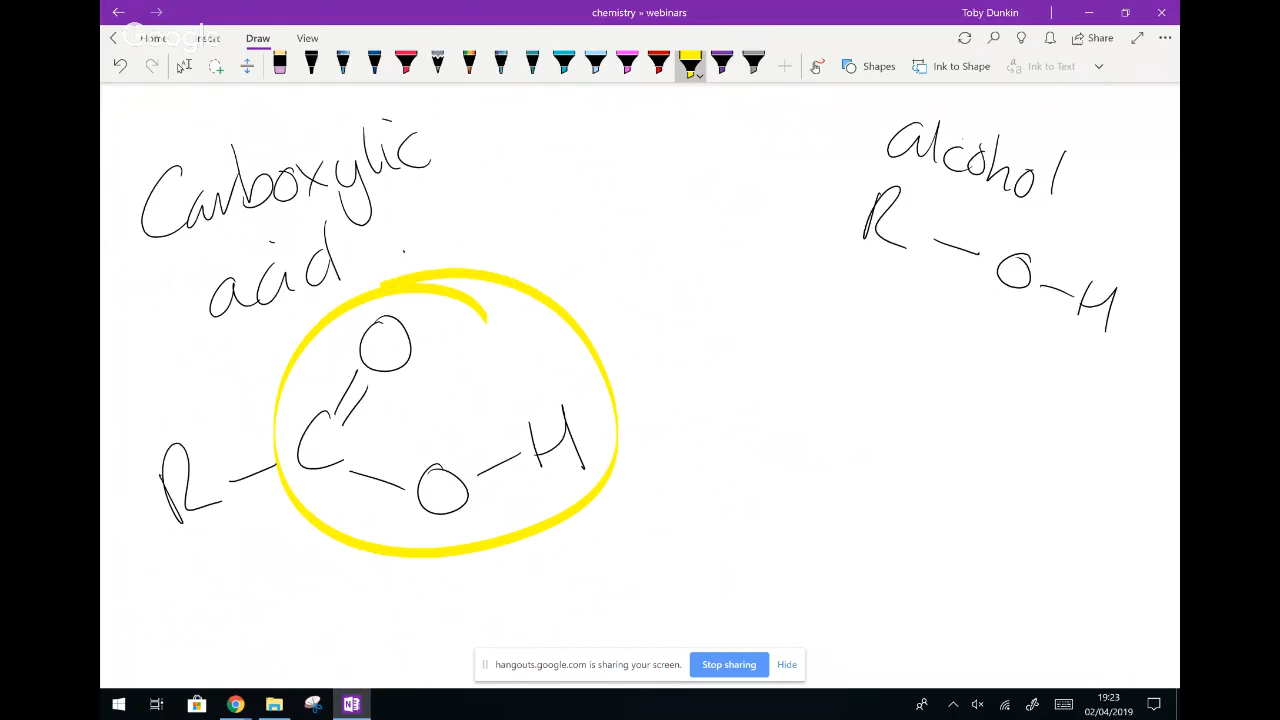 chemistry » webinars
Toby Dunkin
Google
Home
Insert
Draw
View
Share
Shapes
Ink to Shape
Ink to Text
Carboxylic
acid
O
R C O H
alcohol
R O H
hangouts.google.com is sharing your screen.
Stop sharing
Hide
19:23
02/04/2019